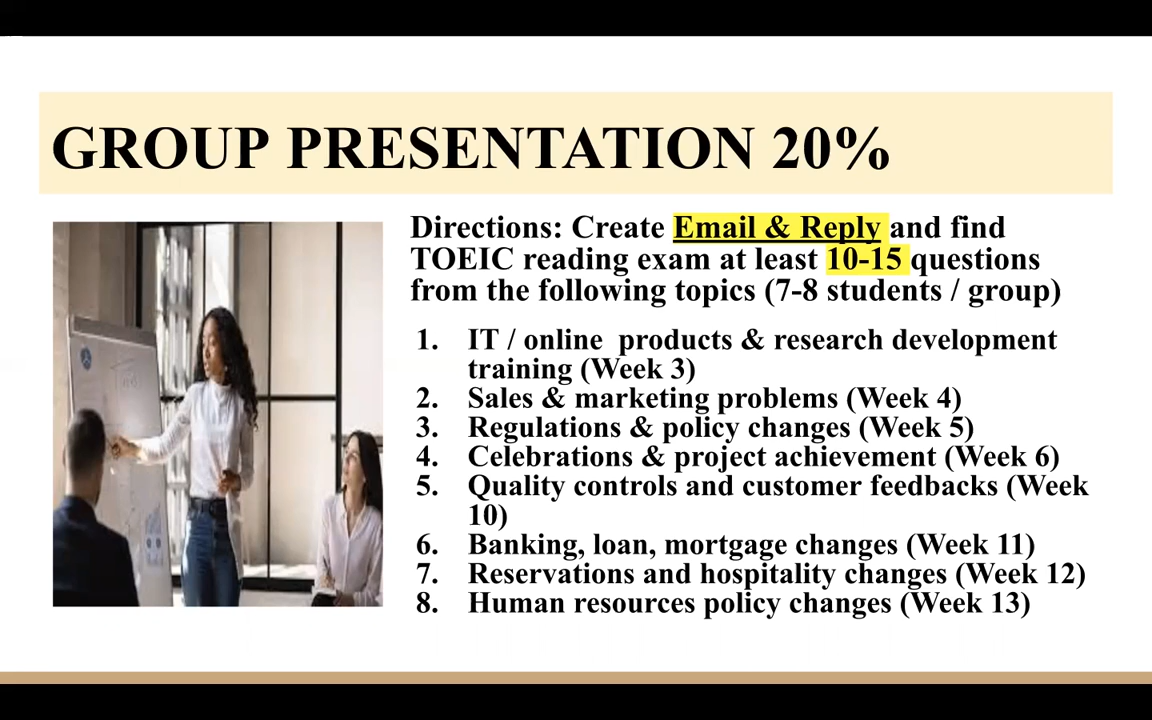 GROUP PRESENTATION 20%
Directions: Create Email & Reply and find
TOEIC reading exam at least 10-15 questions
from the following topics (7-8 students / group)
1. IT / online products & research development
training (Week 3)
2. Sales & marketing problems (Week 4)
3. Regulations & policy changes (Week 5)
4. Celebrations & project achievement (Week 6)
5. Quality controls and customer feedbacks (Week
10)
6. Banking, loan, mortgage changes (Week 11)
7. Reservations and hospitality changes (Week 12)
8. Human resources policy changes (Week 13)